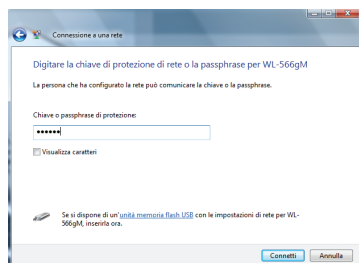 Connessione a una rete
Digitare la chiave di protezione di rete o la passphrase per WL-566gM
La persona che ha configurato la rete può comunicare la chiave o la passphrase.
Chiave o passphrase di protezione:
••••••
Visualizza caratteri
Se si dispone di un'unità memoria flash USB con le impostazioni di rete per WL-
566gM, inserirla ora.
Connetti Annulla